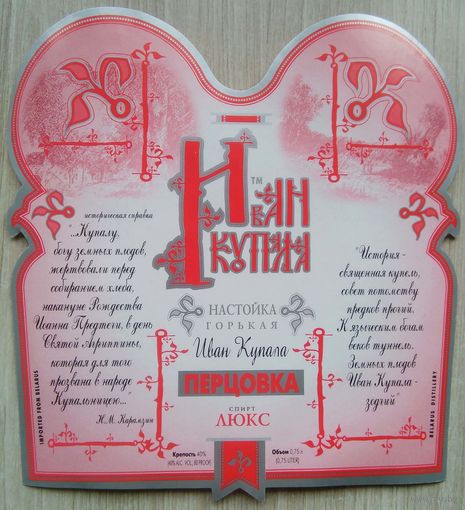 Иван
Купала
TM
историческая справка
"...Купалу,
богу земных плодов,
жертвовали перед
собиранием хлеба,
накануне Рождества
Иоанна Предтечи, в день
Святой Агриппины,
которая для того
прозвана в народе
Купальницею..."
Н.М. Карамзин
НАСТОЙКА
ГОРЬКАЯ
Иван Купала
ПЕРЦОВКА
СПИРТ
ЛЮКС
"История-
священная купель,
совет потомству
предков прочий.
К языческим богам
веков туннель.
Земных плодов
Иван Купала-
зодчий"
IMPORTED FROM BELARUS
BELARUS DISTILLERY
Крепость 40%
(40% ALC. VOL, 80 PROOF)
Объем 0,75 л
(0,75 LITER)